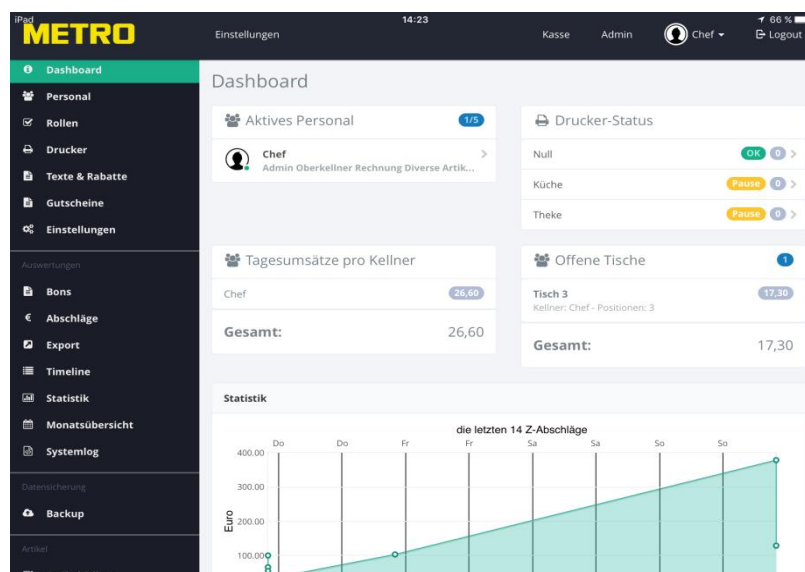 iPad
14:23
66 %
METRO
Einstellungen
Kasse
Admin
Chef
Logout
Dashboard
Personal
Rollen
Drucker
Texte & Rabatte
Gutscheine
Einstellungen
Auswertungen
Bons
€ Abschläge
Export
Timeline
Statistik
Monatsübersicht
Systemlog
Datensicherung
Backup
Artikel
Dashboard
Aktives Personal
1/5
Chef
Admin Oberkellner Rechnung Diverse Artik...
Drucker-Status
Null OK 0
Küche Pause 0
Theke Pause 0
Tagesumsätze pro Kellner
Chef 26,60
Gesamt: 26,60
Offene Tische 1
Tisch 3 17,30
Kellner: Chef - Positionen: 3
Gesamt: 17,30
Statistik
die letzten 14 Z-Abschläge
Do Do Fr Fr Sa Sa So So
400.00
300.00
200.00
100.00
Euro